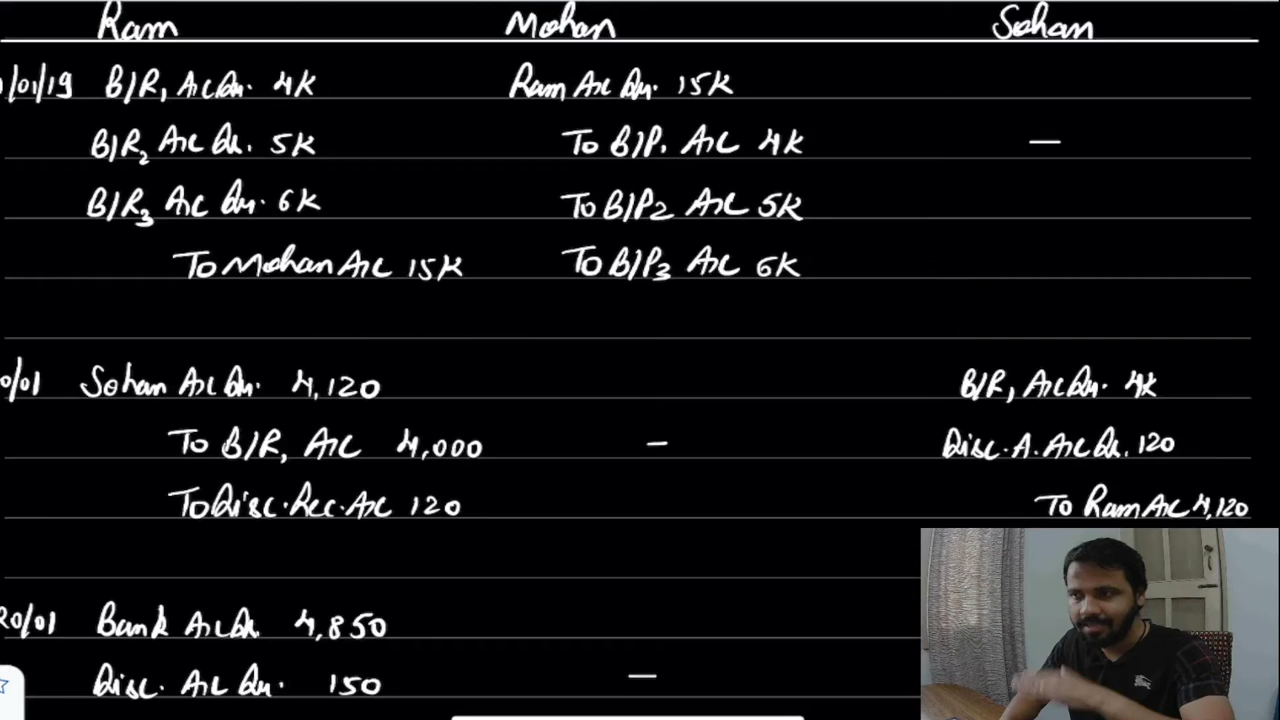 Ram Mohan Sohan
/01/19 B/R1 A/c Dr. 4K Ram A/c Dr. 15K
B/R2 A/c Dr. 5K To B/P1 A/c 4K —
B/R3 A/c Dr. 6K To B/P2 A/c 5K
To Mohan A/c 15K To B/P3 A/c 6K
0/01 Sohan A/c Dr. 4,120 B/R1 A/c Dr. 4K
To B/R1 A/c 4,000 — Disc. A. A/c Dr. 120
To Disc. Rec. A/c 120 To Ram A/c 4,120
20/01 Bank A/c Dr. 4,850
Disc. A/c Dr. 150 —